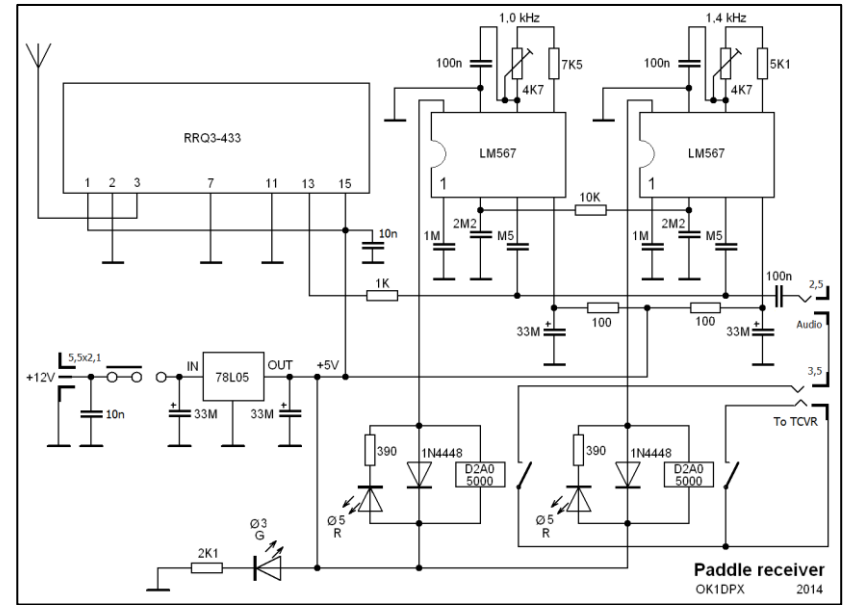 1,0 kHz
1,4 kHz
100n
4K7
7K5
100n
4K7
5K1
RRQ3-433
LM567
LM567
1 2 3 7 11 13 15
1
1
10K
10n
1M
2M2
M5
1M
2M2
M5
1K
100n
2,5
Audio
100
100
33M
+
33M
+
5,5x2,1
+12V
IN
78L05
OUT
+5V
10n
+
33M
33M
+
3,5
To TCVR
390
1N4448
D2A0
5000
390
1N4448
D2A0
5000
Ø5
R
Ø5
R
Ø3
G
2K1
Paddle receiver
OK1DPX 2014